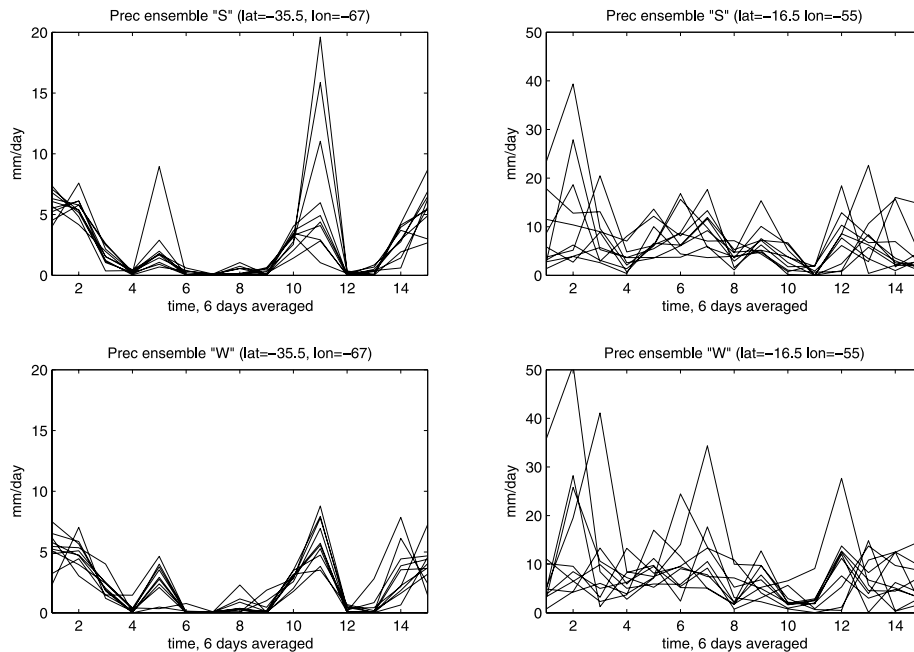 Prec ensemble "S" (lat=−35.5, lon=−67)
20
15
10
5
0
mm/day
2 4 6 8 10 12 14
time, 6 days averaged
Prec ensemble "S" (lat=−16.5 lon=−55)
50
40
30
20
10
0
mm/day
2 4 6 8 10 12 14
time, 6 days averaged
Prec ensemble "W" (lat=−35.5, lon=−67)
20
15
10
5
0
mm/day
2 4 6 8 10 12 14
time, 6 days averaged
Prec ensemble "W" (lat=−16.5 lon=−55)
50
40
30
20
10
0
mm/day
2 4 6 8 10 12 14
time, 6 days averaged